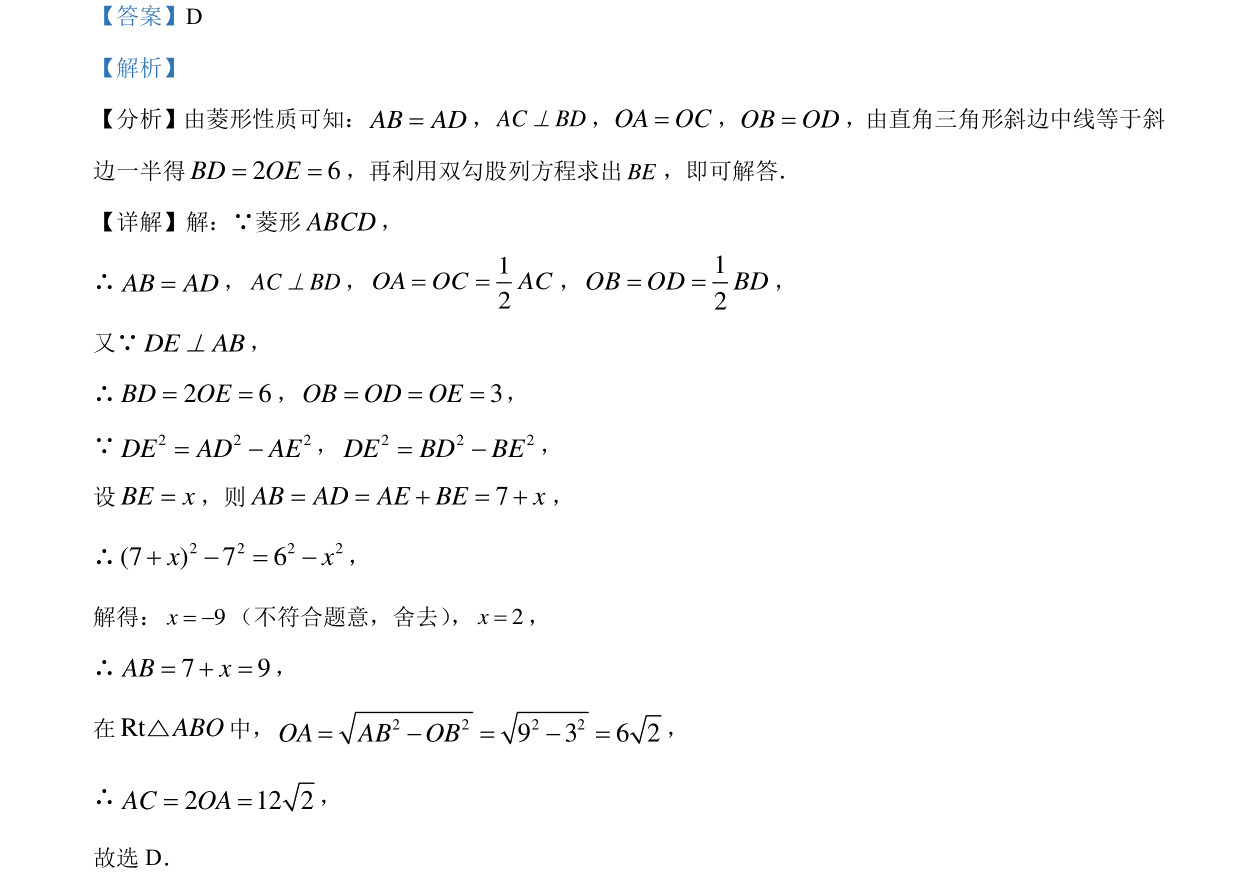 【答案】D
【解析】
【分析】由菱形性质可知：AB = AD，AC ⊥ BD，OA = OC，OB = OD，由直角三角形斜边中线等于斜
边一半得 BD = 2OE = 6，再利用双勾股列方程求出 BE，即可解答．
【详解】解：∵菱形 ABCD，
∴ AB = AD，AC ⊥ BD，OA = OC = \frac{1}{2} AC，OB = OD = \frac{1}{2} BD，
又∵ DE ⊥ AB，
∴ BD = 2OE = 6，OB = OD = OE = 3，
∵ DE² = AD² − AE²，DE² = BD² − BE²，
设 BE = x，则 AB = AD = AE + BE = 7 + x，
∴ (7 + x)² − 7² = 6² − x²，
解得：x = −9（不符合题意，舍去），x = 2，
∴ AB = 7 + x = 9，
在 Rt△ABO 中，OA = \sqrt{AB² − OB²} = \sqrt{9² − 3²} = 6\sqrt{2}，
∴ AC = 2OA = 12\sqrt{2}，
故选 D．